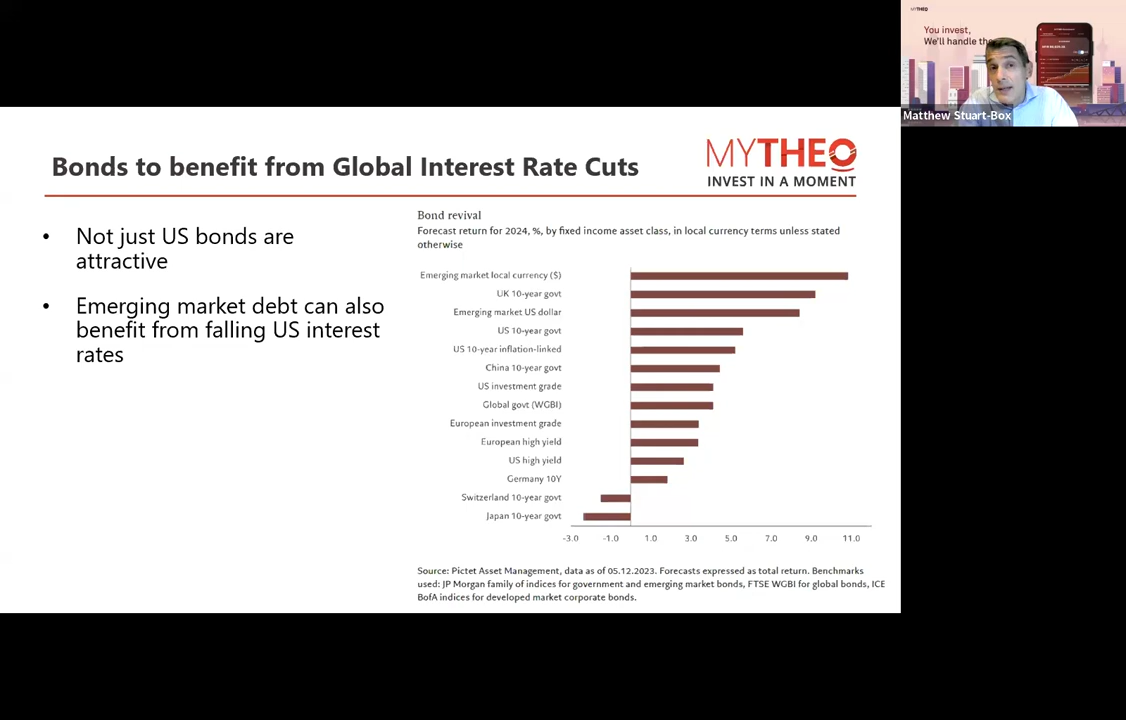 MYTHEO
You invest,
We'll handle the
Matthew Stuart-Box
Bonds to benefit from Global Interest Rate Cuts
MYTHEO
INVEST IN A MOMENT
• Not just US bonds are
attractive
• Emerging market debt can also
benefit from falling US interest
rates
Bond revival
Forecast return for 2024, %, by fixed income asset class, in local currency terms unless stated
otherwise
Emerging market local currency ($)
UK 10-year govt
Emerging market US dollar
US 10-year govt
US 10-year inflation-linked
China 10-year govt
US investment grade
Global govt (WGBI)
European investment grade
European high yield
US high yield
Germany 10Y
Switzerland 10-year govt
Japan 10-year govt
-3.0 -1.0 1.0 3.0 5.0 7.0 9.0 11.0
Source: Pictet Asset Management, data as of 05.12.2023. Forecasts expressed as total return. Benchmarks
used: JP Morgan family of indices for government and emerging market bonds, FTSE WGBI for global bonds, ICE
BofA indices for developed market corporate bonds.